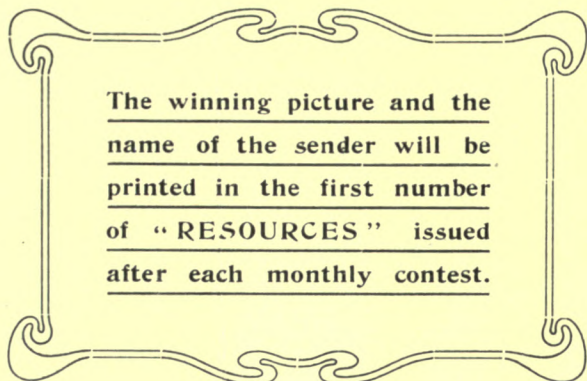 The winning picture and the
name of the sender will be
printed in the first number
of “RESOURCES” issued
after each monthly contest.